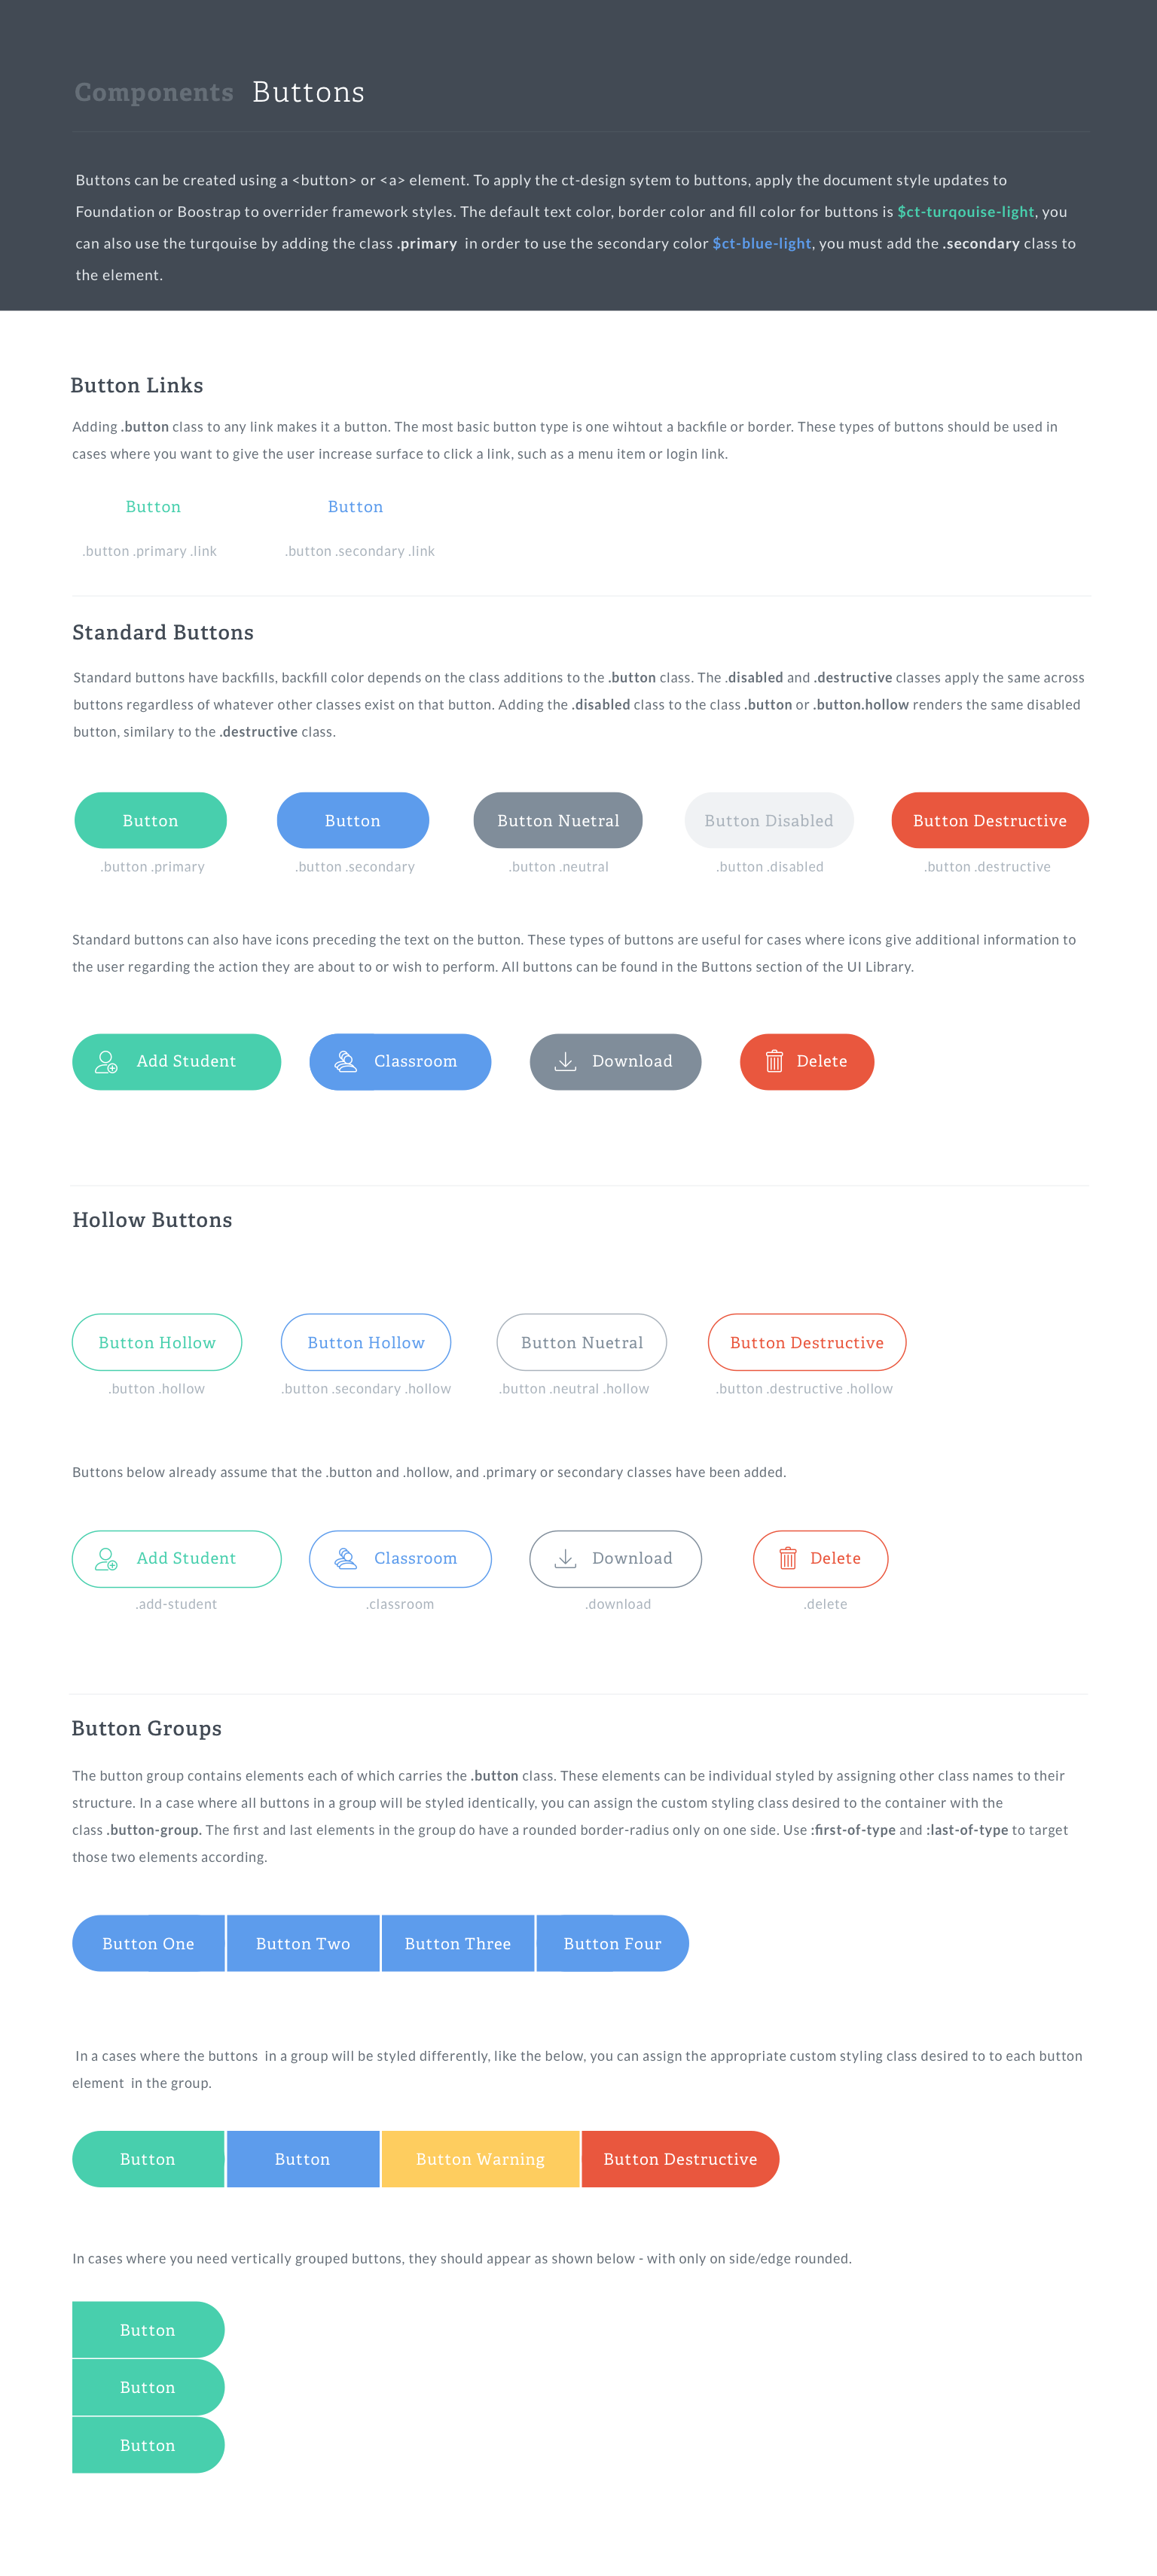 Components Buttons
Buttons can be created using a <button> or <a> element. To apply the ct-design sytem to buttons, apply the document style updates to
Foundation or Boostrap to overrider framework styles. The default text color, border color and fill color for buttons is $ct-turqouise-light, you
can also use the turqouise by adding the class .primary in order to use the secondary color $ct-blue-light, you must add the .secondary class to
the element.
Button Links
Adding .button class to any link makes it a button. The most basic button type is one wihtout a backfile or border. These types of buttons should be used in
cases where you want to give the user increase surface to click a link, such as a menu item or login link.
Button Button
.button .primary .link .button .secondary .link
Standard Buttons
Standard buttons have backfills, backfill color depends on the class additions to the .button class. The .disabled and .destructive classes apply the same across
buttons regardless of whatever other classes exist on that button. Adding the .disabled class to the class .button or .button.hollow renders the same disabled
button, similary to the .destructive class.
Button Button Button Nuetral Button Disabled Button Destructive
.button .primary .button .secondary .button .neutral .button .disabled .button .destructive
Standard buttons can also have icons preceding the text on the button. These types of buttons are useful for cases where icons give additional information to
the user regarding the action they are about to or wish to perform. All buttons can be found in the Buttons section of the UI Library.
Add Student Classroom Download Delete
Hollow Buttons
Button Hollow Button Hollow Button Nuetral Button Destructive
.button .hollow .button .secondary .hollow .button .neutral .hollow .button .destructive .hollow
Buttons below already assume that the .button and .hollow, and .primary or secondary classes have been added.
Add Student Classroom Download Delete
.add-student .classroom .download .delete
Button Groups
The button group contains elements each of which carries the .button class. These elements can be individual styled by assigning other class names to their
structure. In a case where all buttons in a group will be styled identically, you can assign the custom styling class desired to the container with the
class .button-group. The first and last elements in the group do have a rounded border-radius only on one side. Use :first-of-type and :last-of-type to target
those two elements according.
Button One Button Two Button Three Button Four
In a cases where the buttons in a group will be styled differently, like the below, you can assign the appropriate custom styling class desired to to each button
element in the group.
Button Button Button Warning Button Destructive
In cases where you need vertically grouped buttons, they should appear as shown below - with only on side/edge rounded.
Button
Button
Button